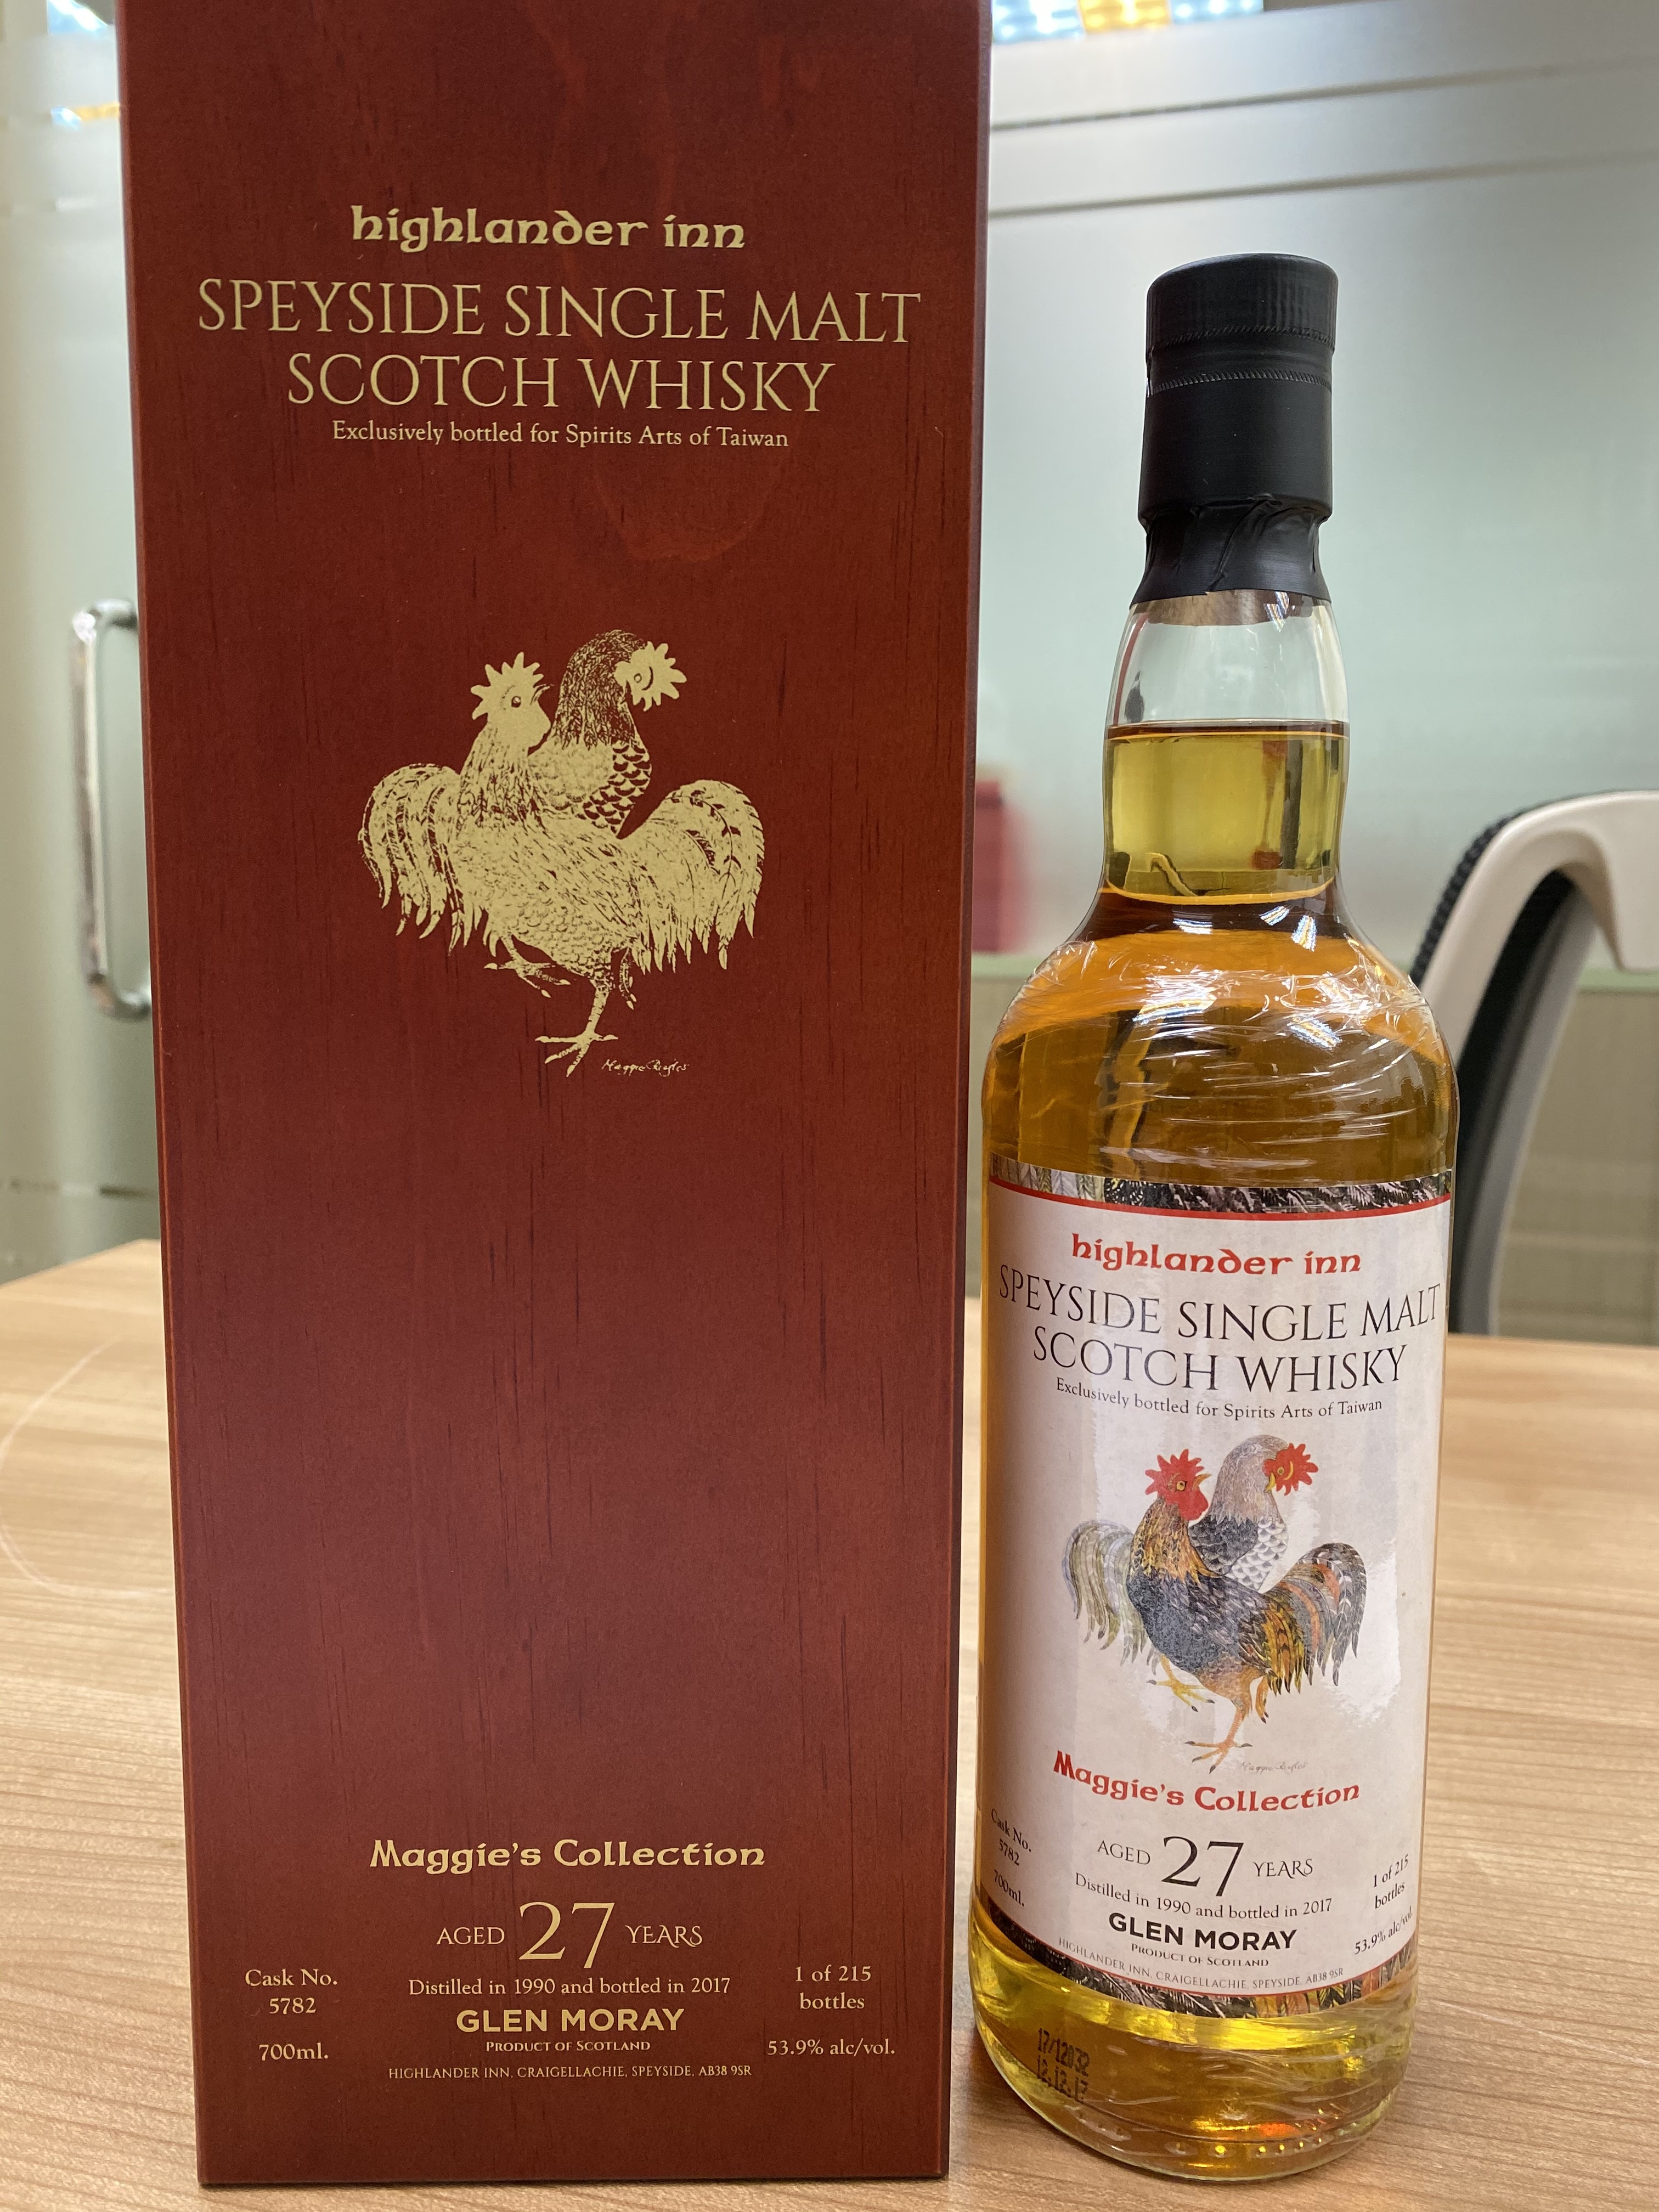 highlander inn
SPEYSIDE SINGLE MALT
SCOTCH WHISKY
Exclusively bottled for Spirits Arts of Taiwan
Maggie's Collection
AGED 27 YEARS
Distilled in 1990 and bottled in 2017
Cask No.
5782
700ml.
GLEN MORAY
PRODUCT OF SCOTLAND
HIGHLANDER INN, CRAIGELLACHIE, SPEYSIDE, AB38 9SR
1 of 215
bottles
53.9% alc/vol.
highlander inn
SPEYSIDE SINGLE MALT
SCOTCH WHISKY
Exclusively bottled for Spirits Arts of Taiwan
Maggie's Collection
Cask No.
5782
700ml.
AGED 27 YEARS
Distilled in 1990 and bottled in 2017
GLEN MORAY
PRODUCT OF SCOTLAND
HIGHLANDER INN, CRAIGELLACHIE, SPEYSIDE, AB38 9SR
1 of 215
bottles
53.9% alc/vol.
17/12032
12.12.17